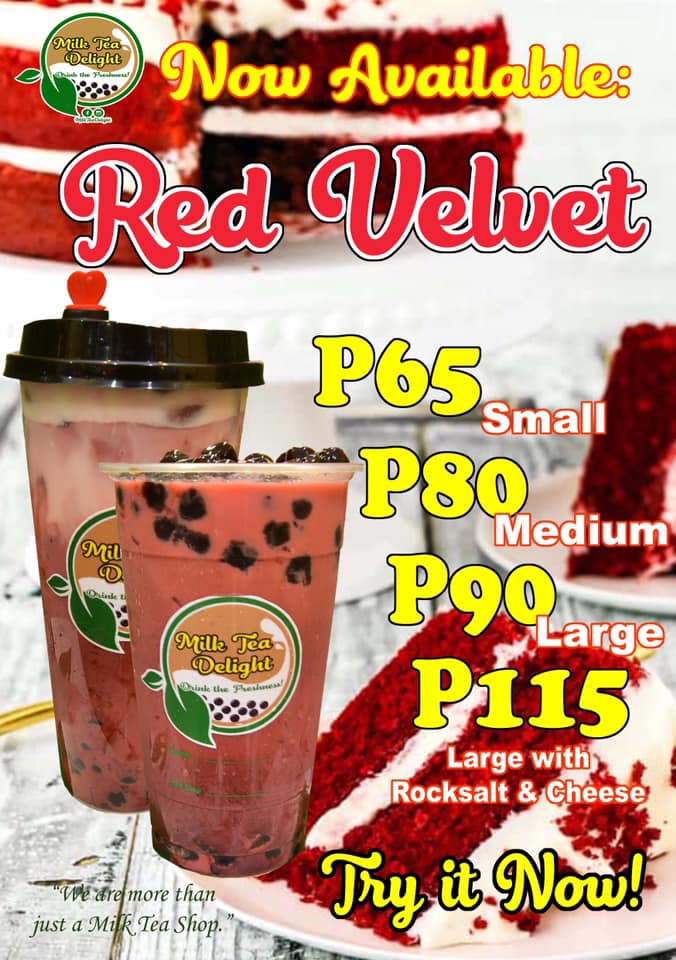 Milk Tea
Delight
Drink the Freshness!
Now Available:
Red Velvet
P65
Small
P80
Medium
P90
Large
P115
Large with
Rocksalt & Cheese
Mil
D
Drink t
Milk Tea
Delight
Drink the Freshness!
Try it Now!
“We are more than
just a Milk Tea Shop.”